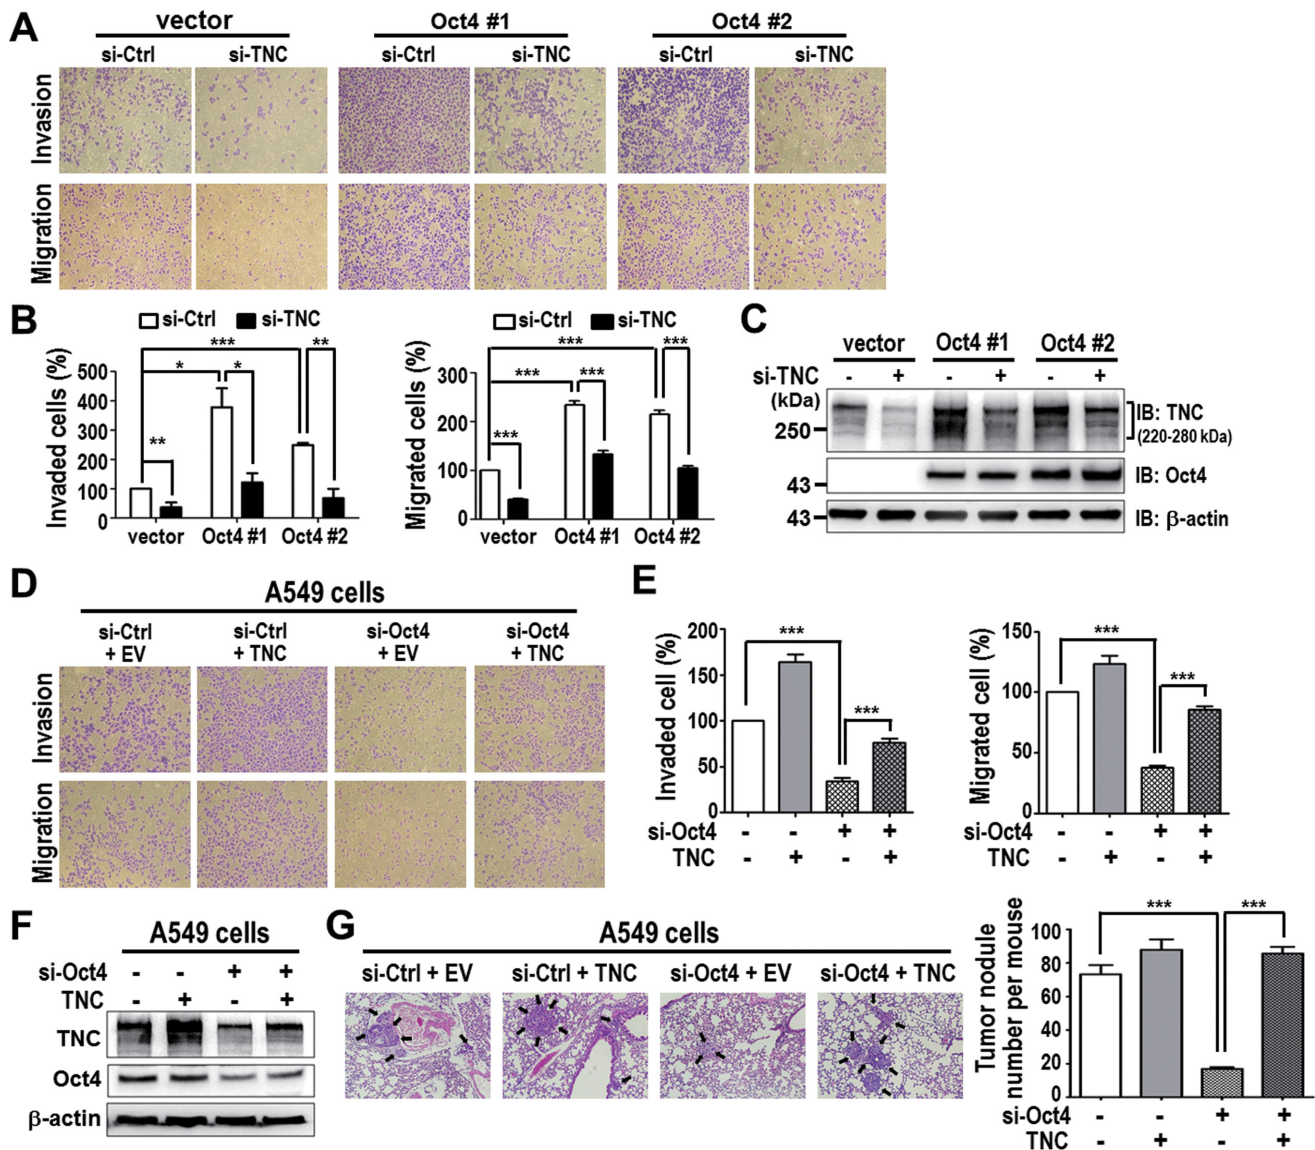 A
vector
Oct4 #1
Oct4 #2
si-Ctrl
si-TNC
si-Ctrl
si-TNC
si-Ctrl
si-TNC
Invasion
Migration
B
si-Ctrl
si-TNC
Invaded cells (%)
500
400
300
200
100
0
***
**
*
*
**
vector
Oct4 #1
Oct4 #2
si-Ctrl
si-TNC
Migrated cells (%)
300
200
100
0
***
***
***
***
***
vector
Oct4 #1
Oct4 #2
C
vector
Oct4 #1
Oct4 #2
si-TNC
- + - + - +
(kDa)
250
IB: TNC
(220-280 kDa)
43
IB: Oct4
43
IB: β-actin
D
A549 cells
si-Ctrl
+ EV
si-Ctrl
+ TNC
si-Oct4
+ EV
si-Oct4
+ TNC
Invasion
Migration
E
Invaded cell (%)
200
150
100
50
0
***
***
si-Oct4
- - + +
TNC
- + - +
Migrated cell (%)
150
100
50
0
***
***
si-Oct4
- - + +
TNC
- + - +
F
A549 cells
si-Oct4
- - + +
TNC
- + - +
TNC
Oct4
β-actin
G
A549 cells
si-Ctrl + EV
si-Ctrl + TNC
si-Oct4 + EV
si-Oct4 + TNC
Tumor nodule
number per mouse
100
80
60
40
20
0
***
***
si-Oct4
- - + +
TNC
- + - +